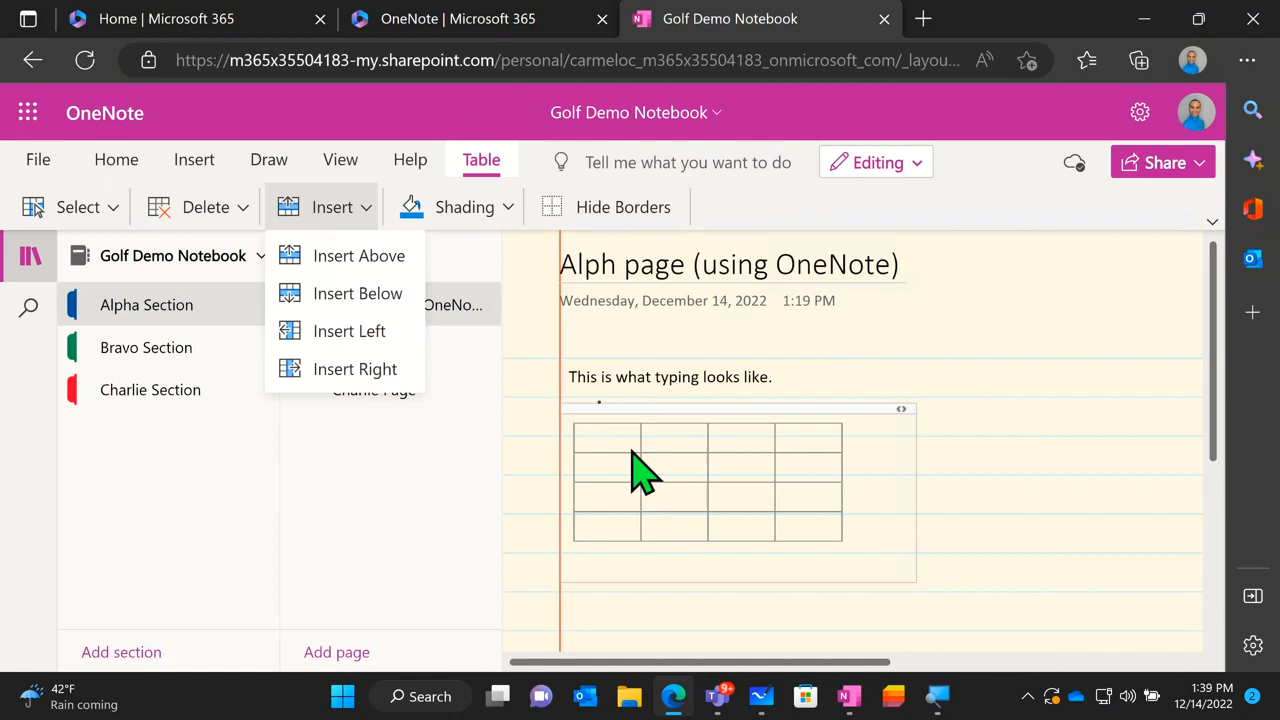 Home | Microsoft 365
OneNote | Microsoft 365
Golf Demo Notebook
https://m365x35504183-my.sharepoint.com/personal/carmeloc_m365x35504183_onmicrosoft_com/_layou...
OneNote
Golf Demo Notebook
File Home Insert Draw View Help Table Tell me what you want to do Editing Share
Select Delete Insert Shading Hide Borders
Golf Demo Notebook
Insert Above
Insert Below
Insert Left
Insert Right
Alpha Section
OneNo...
Bravo Section
Charlie Section
Charlie Page
Add section
Add page
Alph page (using OneNote)
Wednesday, December 14, 2022 1:19 PM
This is what typing looks like.
42°F
Rain coming
Search
9+
1:39 PM
12/14/2022
2